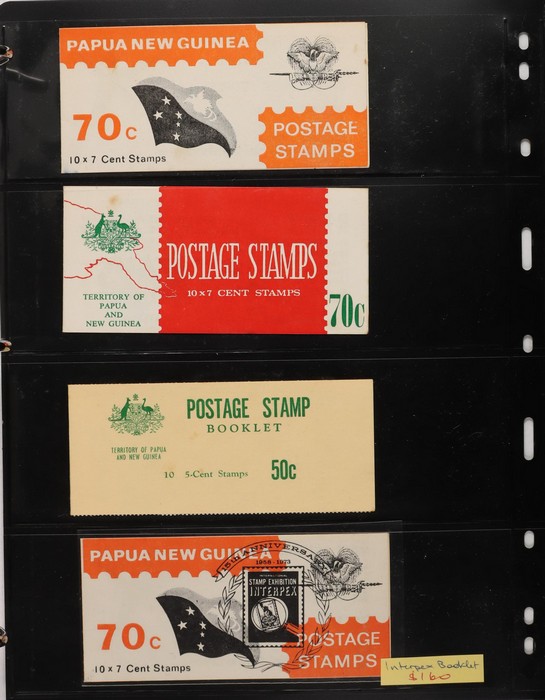 PAPUA NEW GUINEA
70c
10 x 7 Cent Stamps
POSTAGE
STAMPS
POSTAGE STAMPS
10 x 7 CENT STAMPS
TERRITORY OF
PAPUA
AND
NEW GUINEA
70c
POSTAGE STAMP
BOOKLET
TERRITORY OF PAPUA
AND NEW GUINEA
10 5-Cent Stamps 50c
PAPUA NEW GUINEA
15TH ANNIVERSARY
1958-1973
STAMP EXHIBITION
INTERPEX
70c
10 x 7 Cent Stamps
POSTAGE
STAMPS
Interpex Booklet
$160